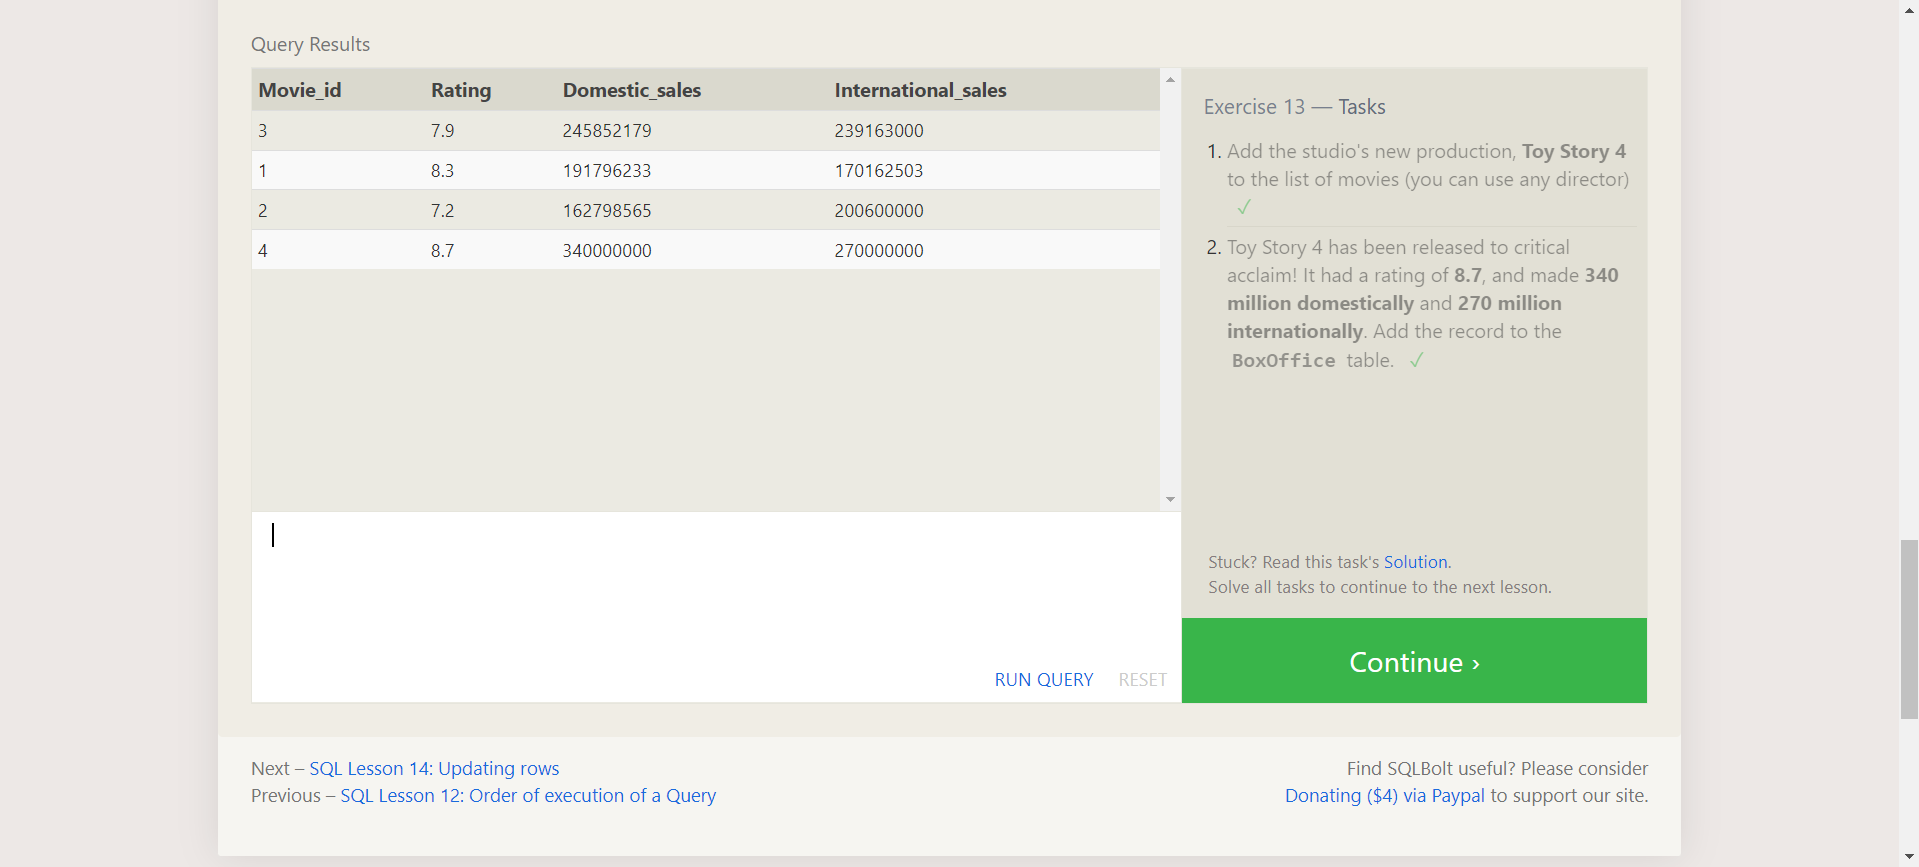 Query Results
Movie_id Rating Domestic_sales International_sales
3 7.9 245852179 239163000
1 8.3 191796233 170162503
2 7.2 162798565 200600000
4 8.7 340000000 270000000
RUN QUERY RESET
Exercise 13 — Tasks
1. Add the studio's new production, Toy Story 4
to the list of movies (you can use any director)
✓
2. Toy Story 4 has been released to critical
acclaim! It had a rating of 8.7, and made 340
million domestically and 270 million
internationally. Add the record to the
BoxOffice table. ✓
Stuck? Read this task's Solution.
Solve all tasks to continue to the next lesson.
Continue ›
Next – SQL Lesson 14: Updating rows
Previous – SQL Lesson 12: Order of execution of a Query
Find SQLBolt useful? Please consider
Donating ($4) via Paypal to support our site.